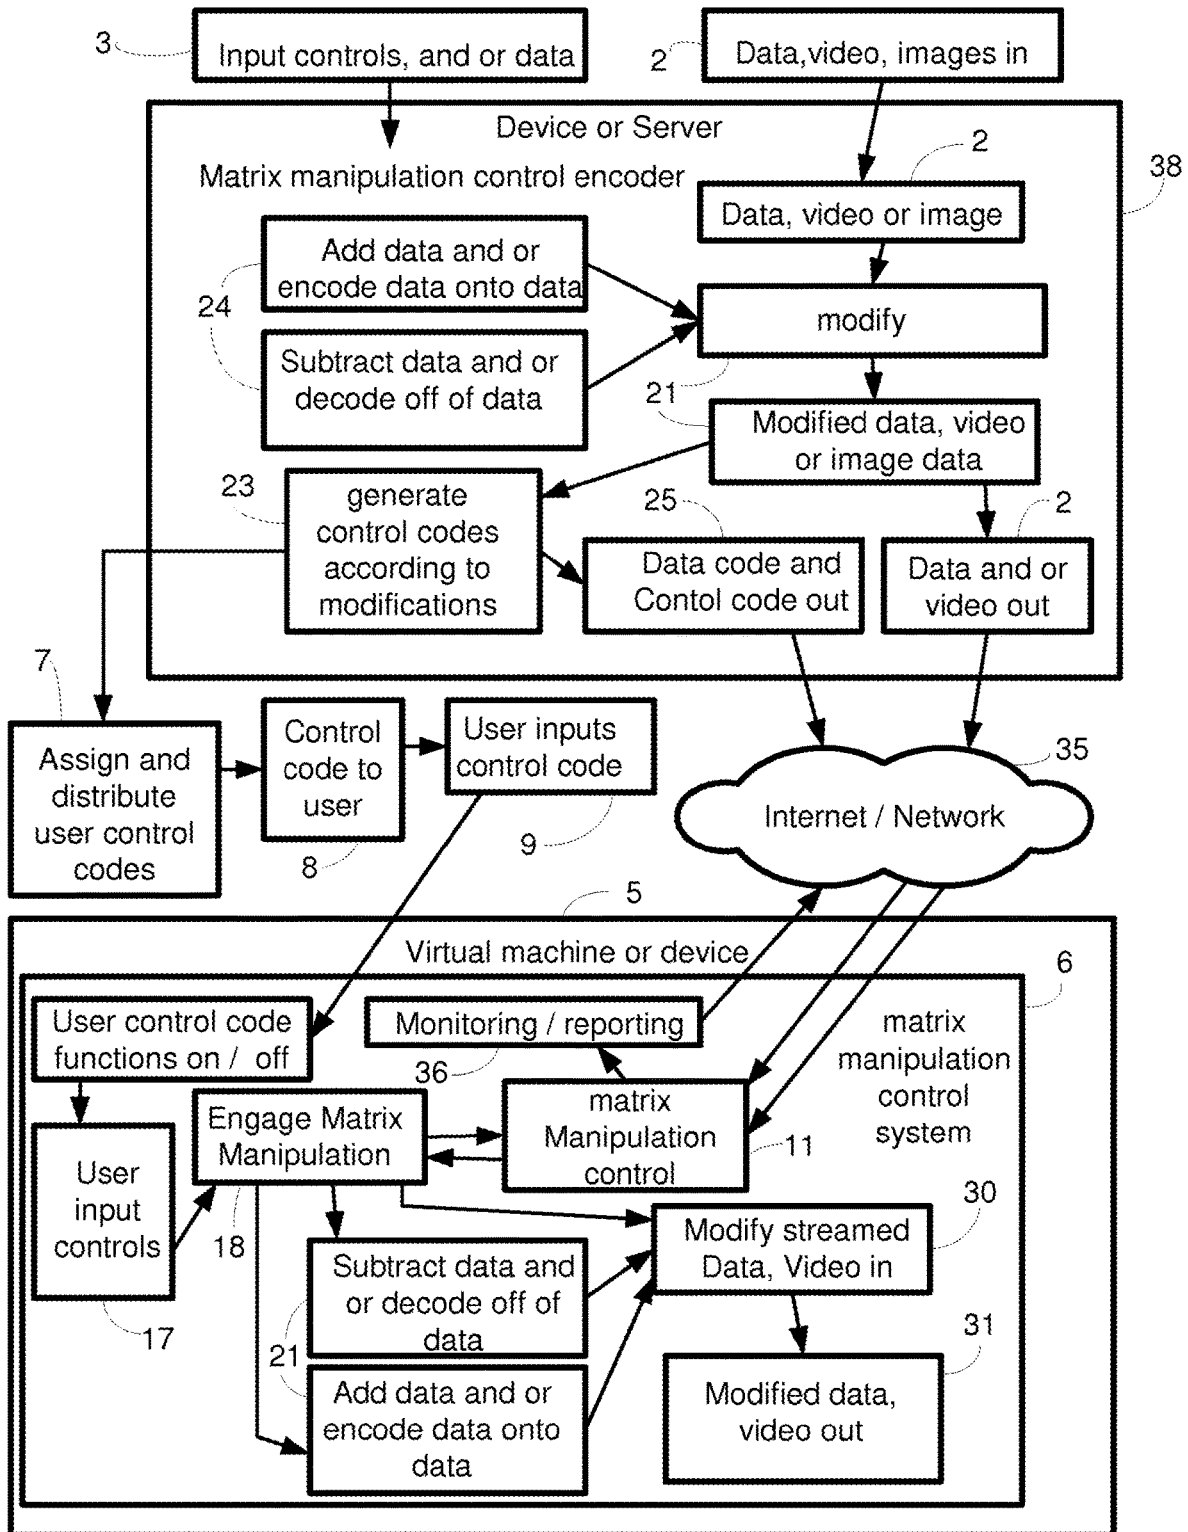 3
Input controls, and or data
2
Data,video, images in
Device or Server
2
38
Matrix manipulation control encoder
Data, video or image
Add data and or
encode data onto data
24
modify
Subtract data and or
decode off of data
21
Modified data, video
or image data
23
generate
control codes
according to
modifications
25
2
Data code and
Contol code out
Data and or
video out
7
Assign and
distribute
user control
codes
Control
code to
user
8
User inputs
control code
9
35
Internet / Network
5
Virtual machine or device
6
User control code
functions on / off
Monitoring / reporting
36
matrix
manipulation
control
system
Engage Matrix
Manipulation
matrix
Manipulation
control
11
User
input
controls
18
17
30
Modify streamed
Data, Video in
Subtract data and
or decode off of
data
21
31
Add data and or
encode data onto
data
Modified data,
video out